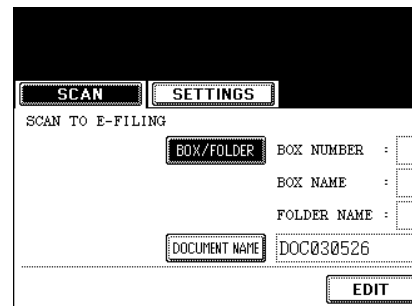 SCAN SETTINGS
SCAN TO E-FILING
BOX/FOLDER BOX NUMBER :
BOX NAME :
FOLDER NAME :
DOCUMENT NAME DOC030526
EDIT